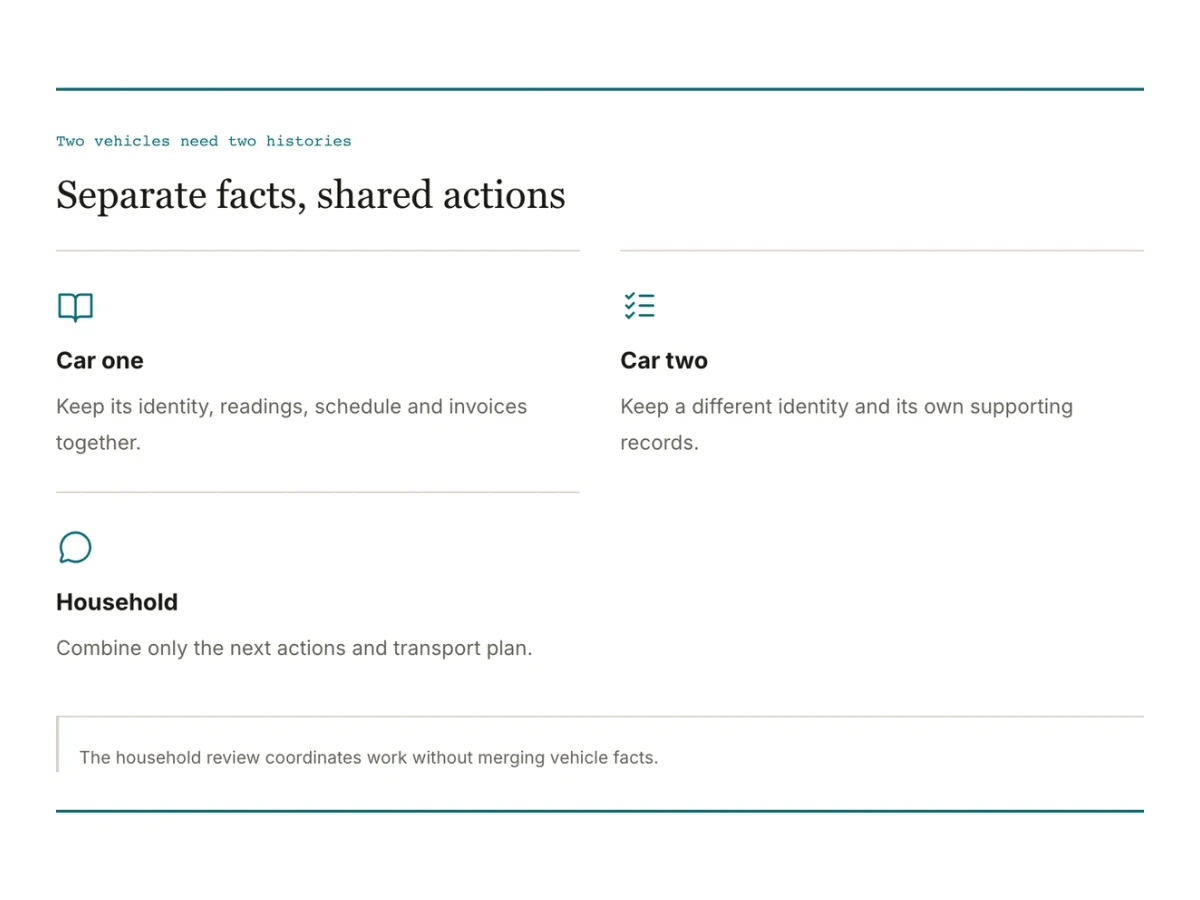 Two vehicles need two histories
Separate facts, shared actions
Car one
Keep its identity, readings, schedule and invoices
together.
Car two
Keep a different identity and its own supporting
records.
Household
Combine only the next actions and transport plan.
The household review coordinates work without merging vehicle facts.